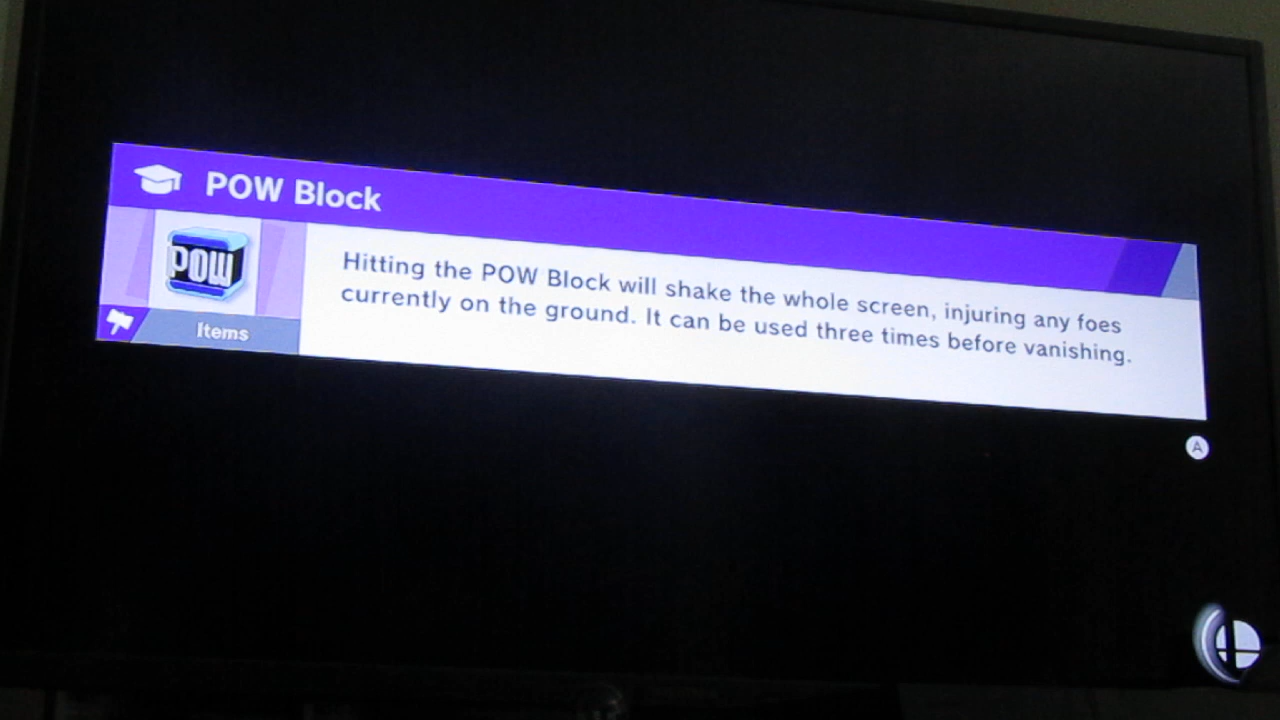 POW Block
POW
Items
Hitting the POW Block will shake the whole screen, injuring any foes
currently on the ground. It can be used three times before vanishing.
A